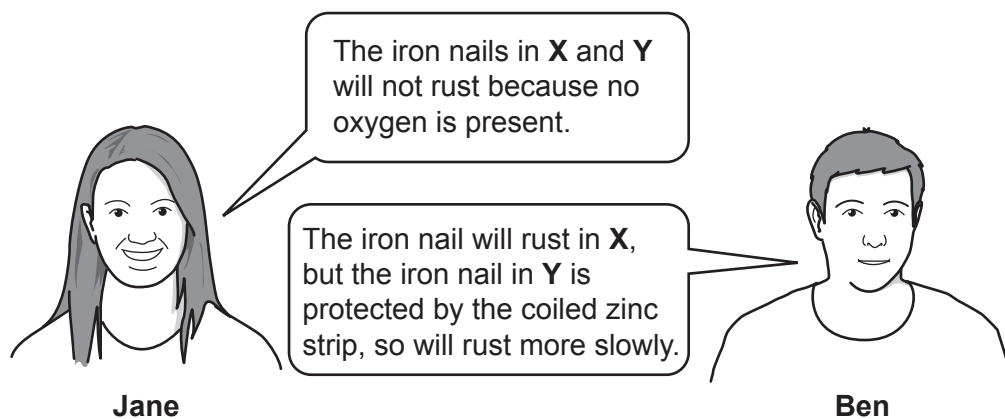 The iron nails in X and Y
will not rust because no
oxygen is present.
The iron nail will rust in X,
but the iron nail in Y is
protected by the coiled zinc
strip, so will rust more slowly.
Jane
Ben